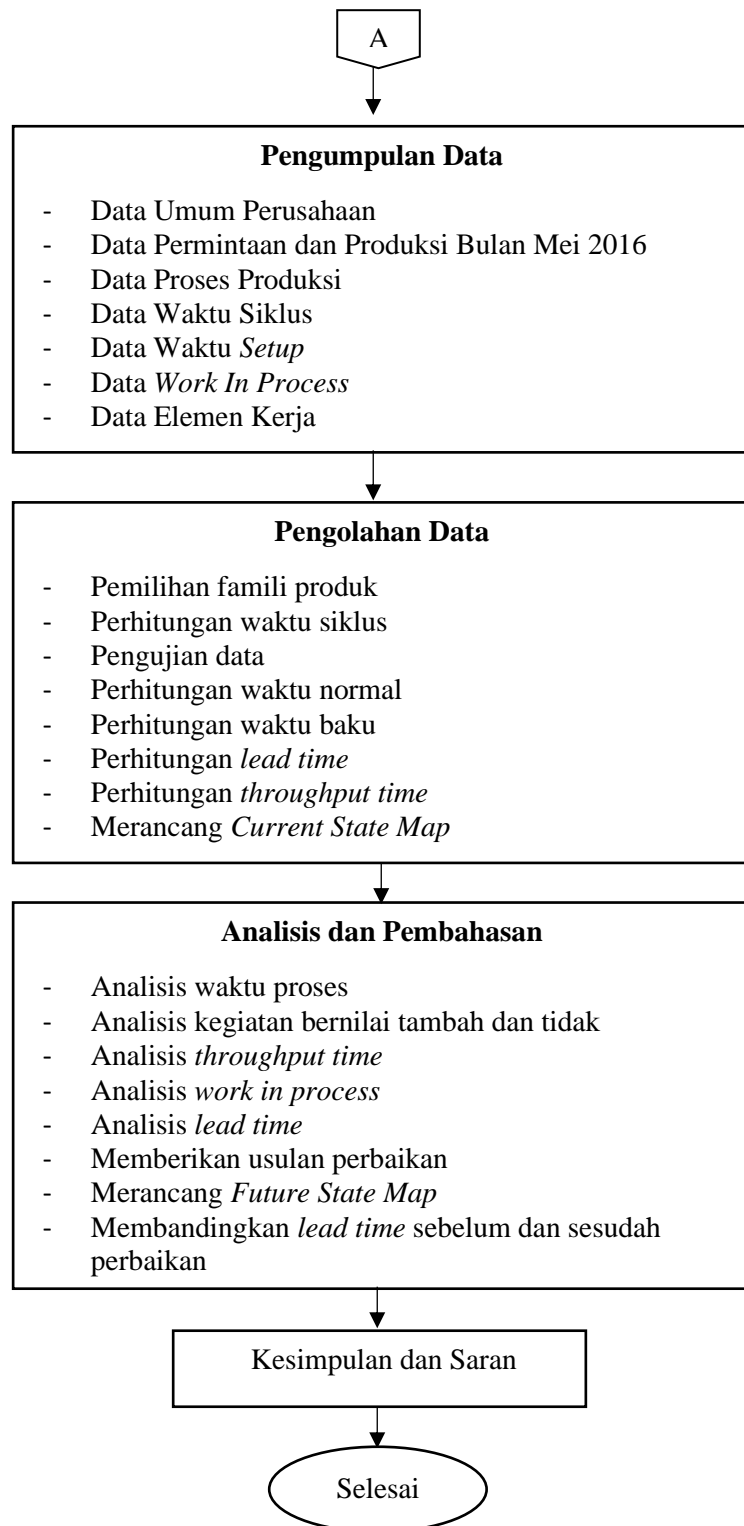 A
Pengumpulan Data
- Data Umum Perusahaan
- Data Permintaan dan Produksi Bulan Mei 2016
- Data Proses Produksi
- Data Waktu Siklus
- Data Waktu Setup
- Data Work In Process
- Data Elemen Kerja
Pengolahan Data
- Pemilihan famili produk
- Perhitungan waktu siklus
- Pengujian data
- Perhitungan waktu normal
- Perhitungan waktu baku
- Perhitungan lead time
- Perhitungan throughput time
- Merancang Current State Map
Analisis dan Pembahasan
- Analisis waktu proses
- Analisis kegiatan bernilai tambah dan tidak
- Analisis throughput time
- Analisis work in process
- Analisis lead time
- Memberikan usulan perbaikan
- Merancang Future State Map
- Membandingkan lead time sebelum dan sesudah
perbaikan
Kesimpulan dan Saran
Selesai